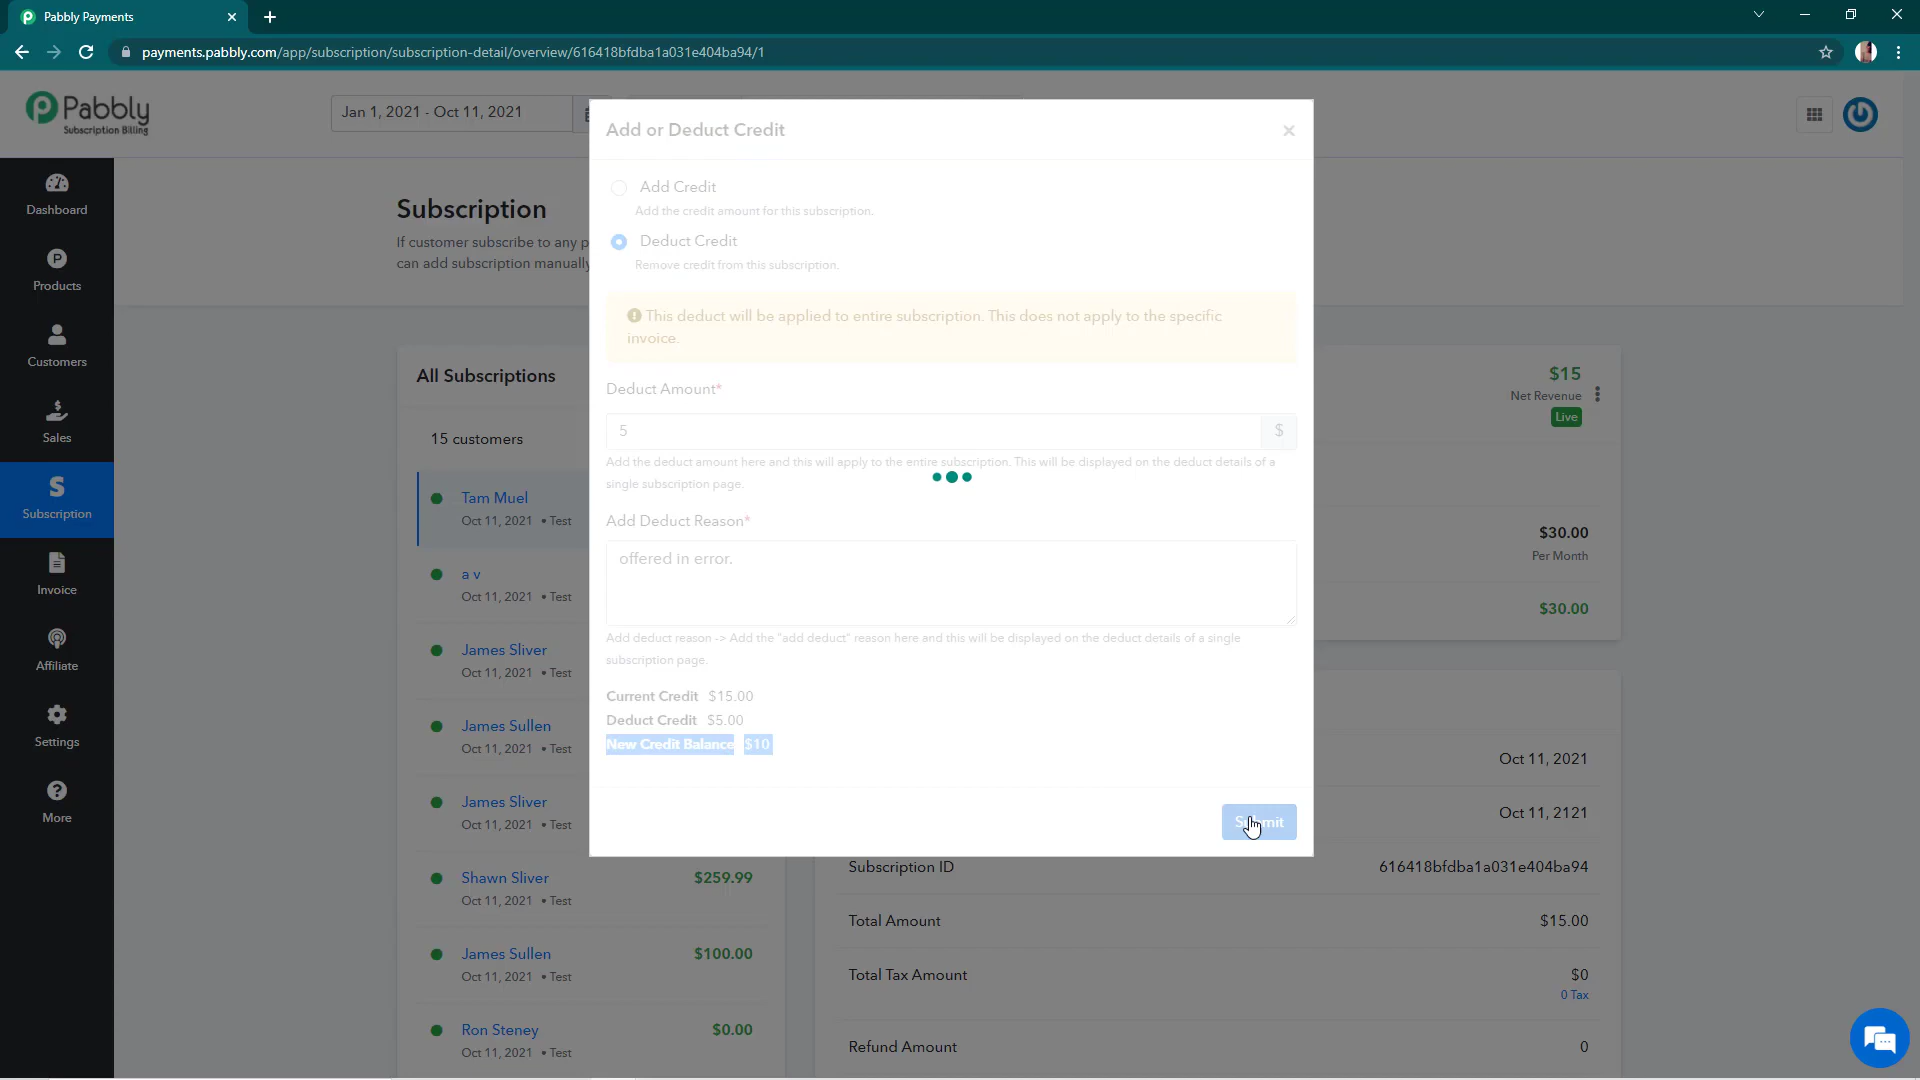 Pabbly Payments
payments.pabbly.com/app/subscription/subscription-detail/overview/616418bfdba1a031e404ba94/1
Pabbly
Subscription Billing
Jan 1, 2021 - Oct 11, 2021
Dashboard
Products
Customers
Sales
Subscription
Invoice
Affiliate
Settings
More
Subscription
If customer subscribe to any p
can add subscription manually
All Subscriptions
15 customers
Tam Muel
Oct 11, 2021 • Test
a v
Oct 11, 2021 • Test
James Sliver
Oct 11, 2021 • Test
James Sullen
Oct 11, 2021 • Test
James Sliver
Oct 11, 2021 • Test
Shawn Sliver $259.99
Oct 11, 2021 • Test
James Sullen $100.00
Oct 11, 2021 • Test
Ron Steney $0.00
Oct 11, 2021 • Test
Add or Deduct Credit
Add Credit
Add the credit amount for this subscription.
Deduct Credit
Remove credit from this subscription.
This deduct will be applied to entire subscription. This does not apply to the specific
invoice.
Deduct Amount*
5 $
Add the deduct amount here and this will apply to the entire subscription. This will be displayed on the deduct details of a
single subscription page.
Add Deduct Reason*
offered in error.
Add deduct reason -> Add the "add deduct" reason here and this will be displayed on the deduct details of a single
subscription page.
Current Credit $15.00
Deduct Credit $5.00
New Credit Balance $10
Submit
$15
Net Revenue
Live
$30.00
Per Month
$30.00
Oct 11, 2021
Oct 11, 2121
Subscription ID 616418bfdba1a031e404ba94
Total Amount $15.00
Total Tax Amount $0
0 Tax
Refund Amount 0